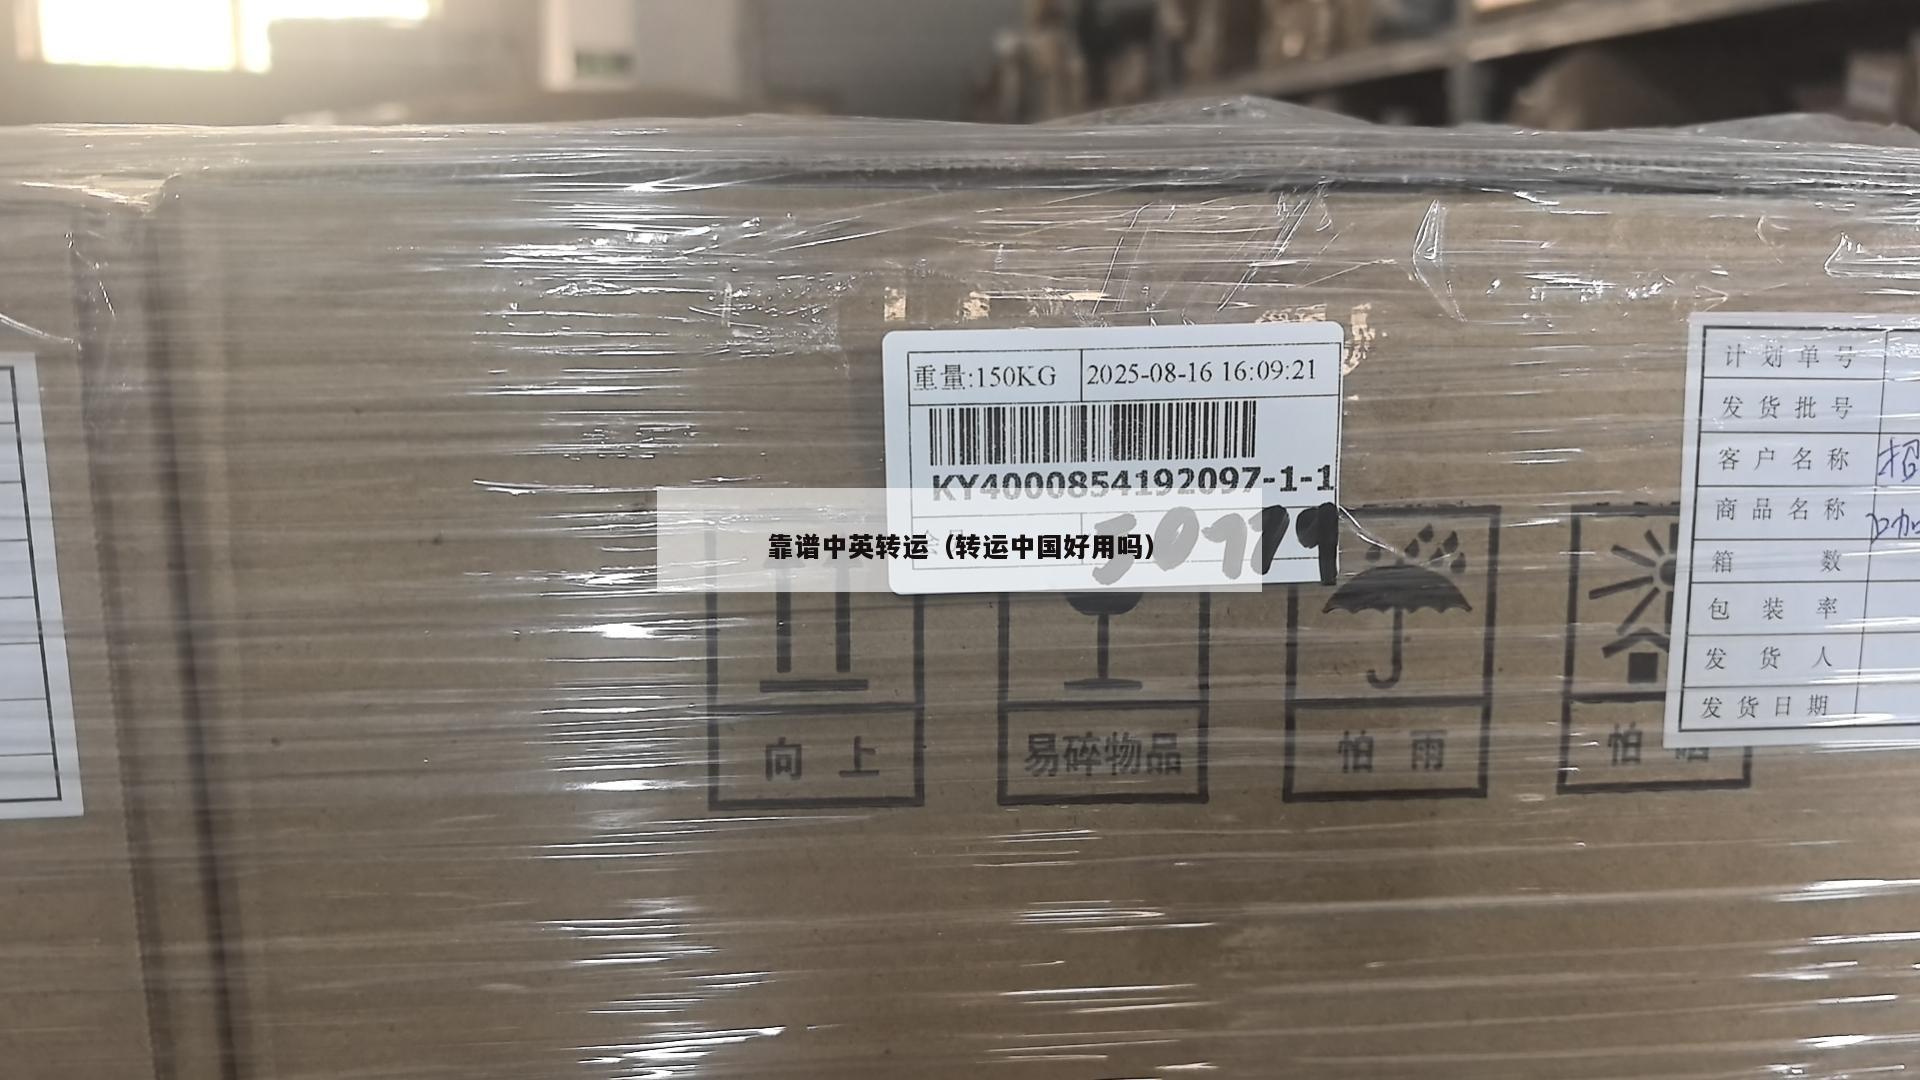 重量:150KG 2025-08-16 16:09:21
KY4000854192097-1-1
靠谱中英转运（转运中国好用吗）
向上
易碎物品
怕雨
怕
计划单号
发货批号
客户名称
商品名称
箱数
包装率
发货人
发货日期